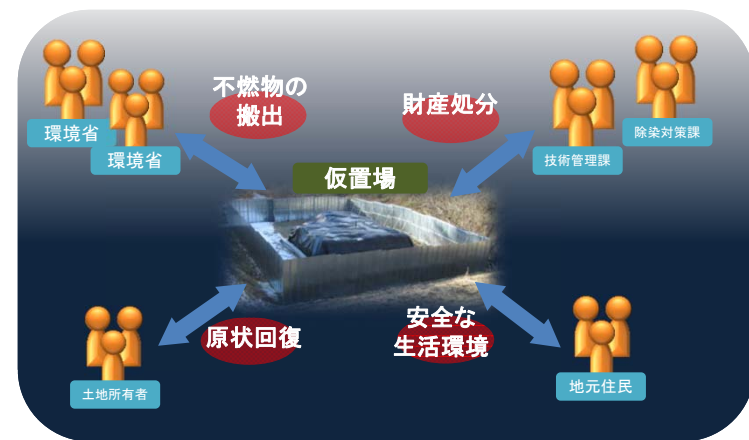 不燃物の
搬出
財産処分
環境省
環境省
技術管理課
除染対策課
仮置場
原状回復
安全な
生活環境
土地所有者
地元住民